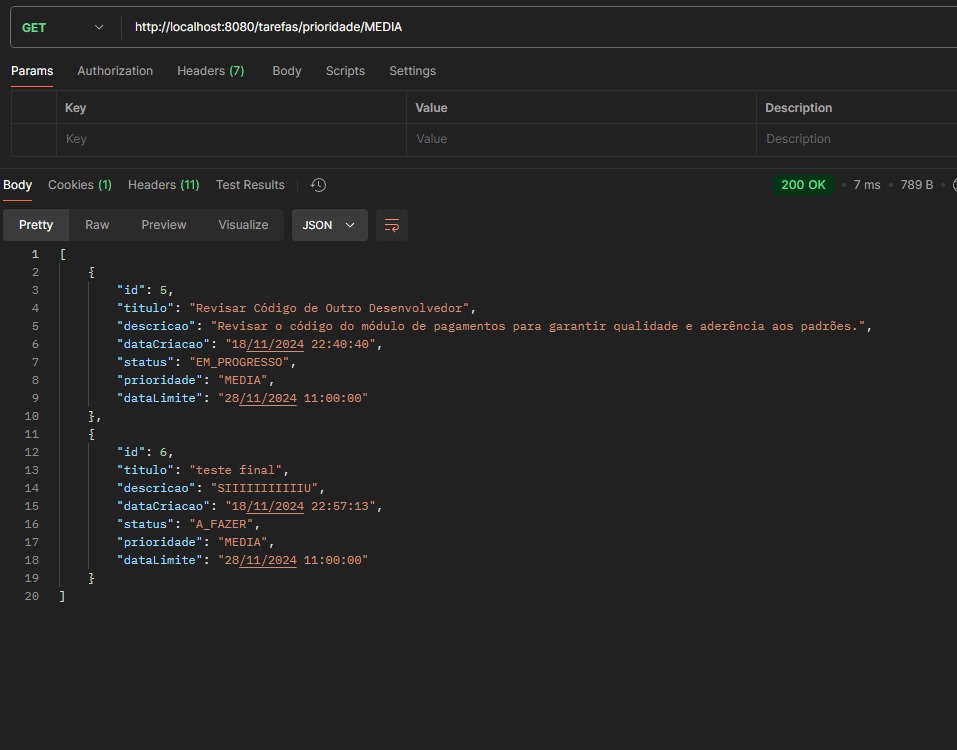 GET http://localhost:8080/tarefas/prioridade/MEDIA
Params Authorization Headers (7) Body Scripts Settings
Key Value Description
Key Value Description
Body Cookies (1) Headers (11) Test Results 200 OK • 7 ms • 789 B •
Pretty Raw Preview Visualize JSON
1 [
2 {
3 "id": 5,
4 "titulo": "Revisar Código de Outro Desenvolvedor",
5 "descricao": "Revisar o código do módulo de pagamentos para garantir qualidade e aderência aos padrões.",
6 "dataCriacao": "18/11/2024 22:40:40",
7 "status": "EM_PROGRESSO",
8 "prioridade": "MEDIA",
9 "dataLimite": "28/11/2024 11:00:00"
10 },
11 {
12 "id": 6,
13 "titulo": "teste final",
14 "descricao": "SIIIIIIIIIIIU",
15 "dataCriacao": "18/11/2024 22:57:13",
16 "status": "A_FAZER",
17 "prioridade": "MEDIA",
18 "dataLimite": "28/11/2024 11:00:00"
19 }
20 ]